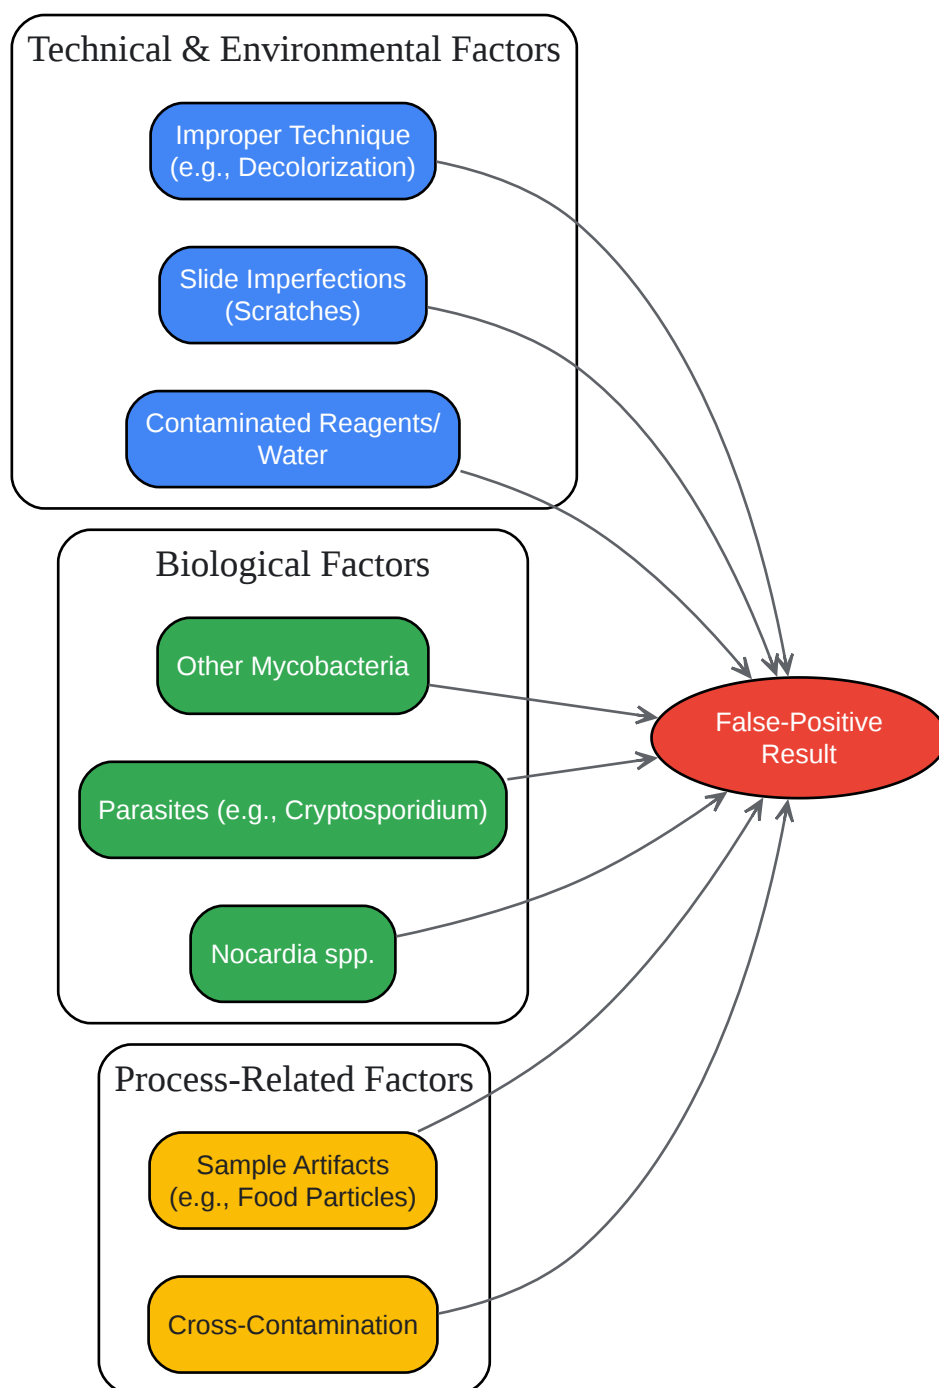 Technical & Environmental Factors
Improper Technique
(e.g., Decolorization)
Slide Imperfections
(Scratches)
Contaminated Reagents/
Water
Biological Factors
Other Mycobacteria
Parasites (e.g., Cryptosporidium)
Nocardia spp.
False-Positive
Result
Process-Related Factors
Sample Artifacts
(e.g., Food Particles)
Cross-Contamination